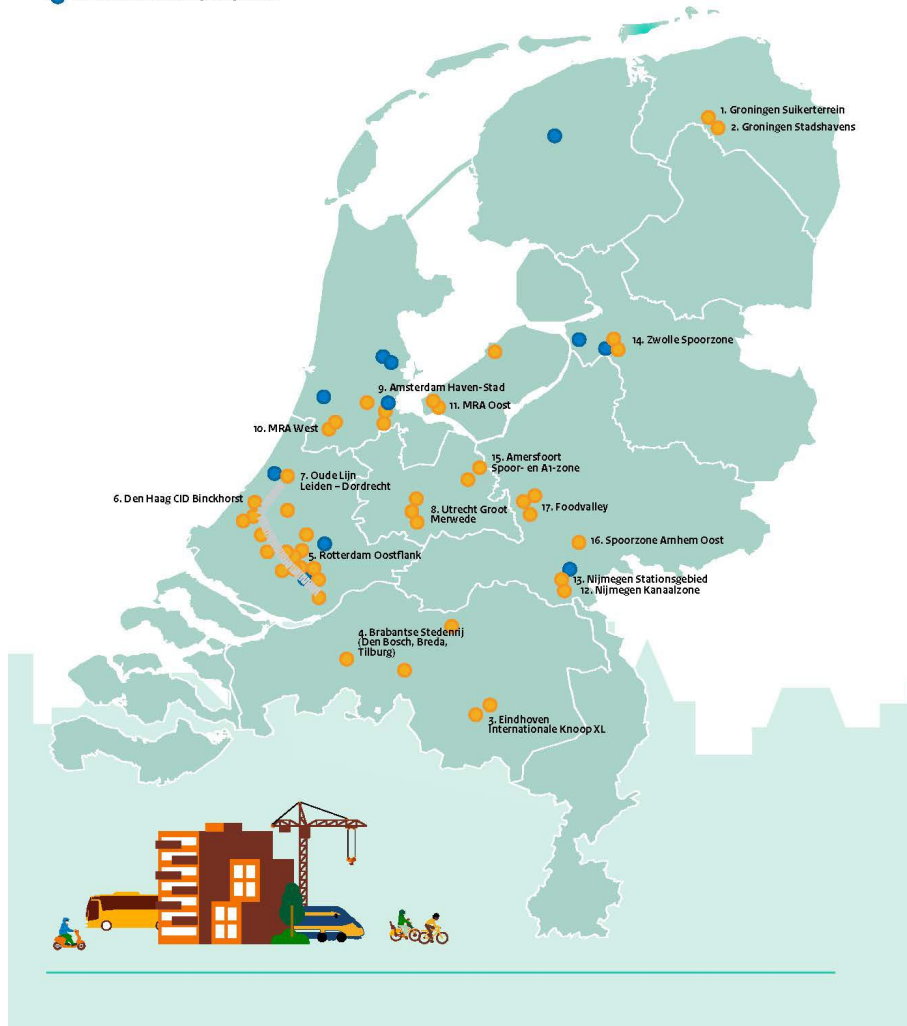 1. Groningen Suikerterrein
2. Groningen Stadshavens
14. Zwolle Spoorzone
9. Amsterdam Haven-Stad
11. MRA Oost
10. MRA West
15. Amersfoort
Spoor- en A1-zone
7. Oude Lijn
Leiden – Dordrecht
6. Den Haag CID Binckhorst
8. Utrecht Groot
Merwede
17. Foodvalley
16. Spoorzone Arnhem Oost
5. Rotterdam Oostflank
13. Nijmegen Stationsgebied
12. Nijmegen Kanaalzone
4. Brabantse Stedenrij
(Den Bosch, Breda,
Tilburg)
3. Eindhoven
Internationale Knoop XL